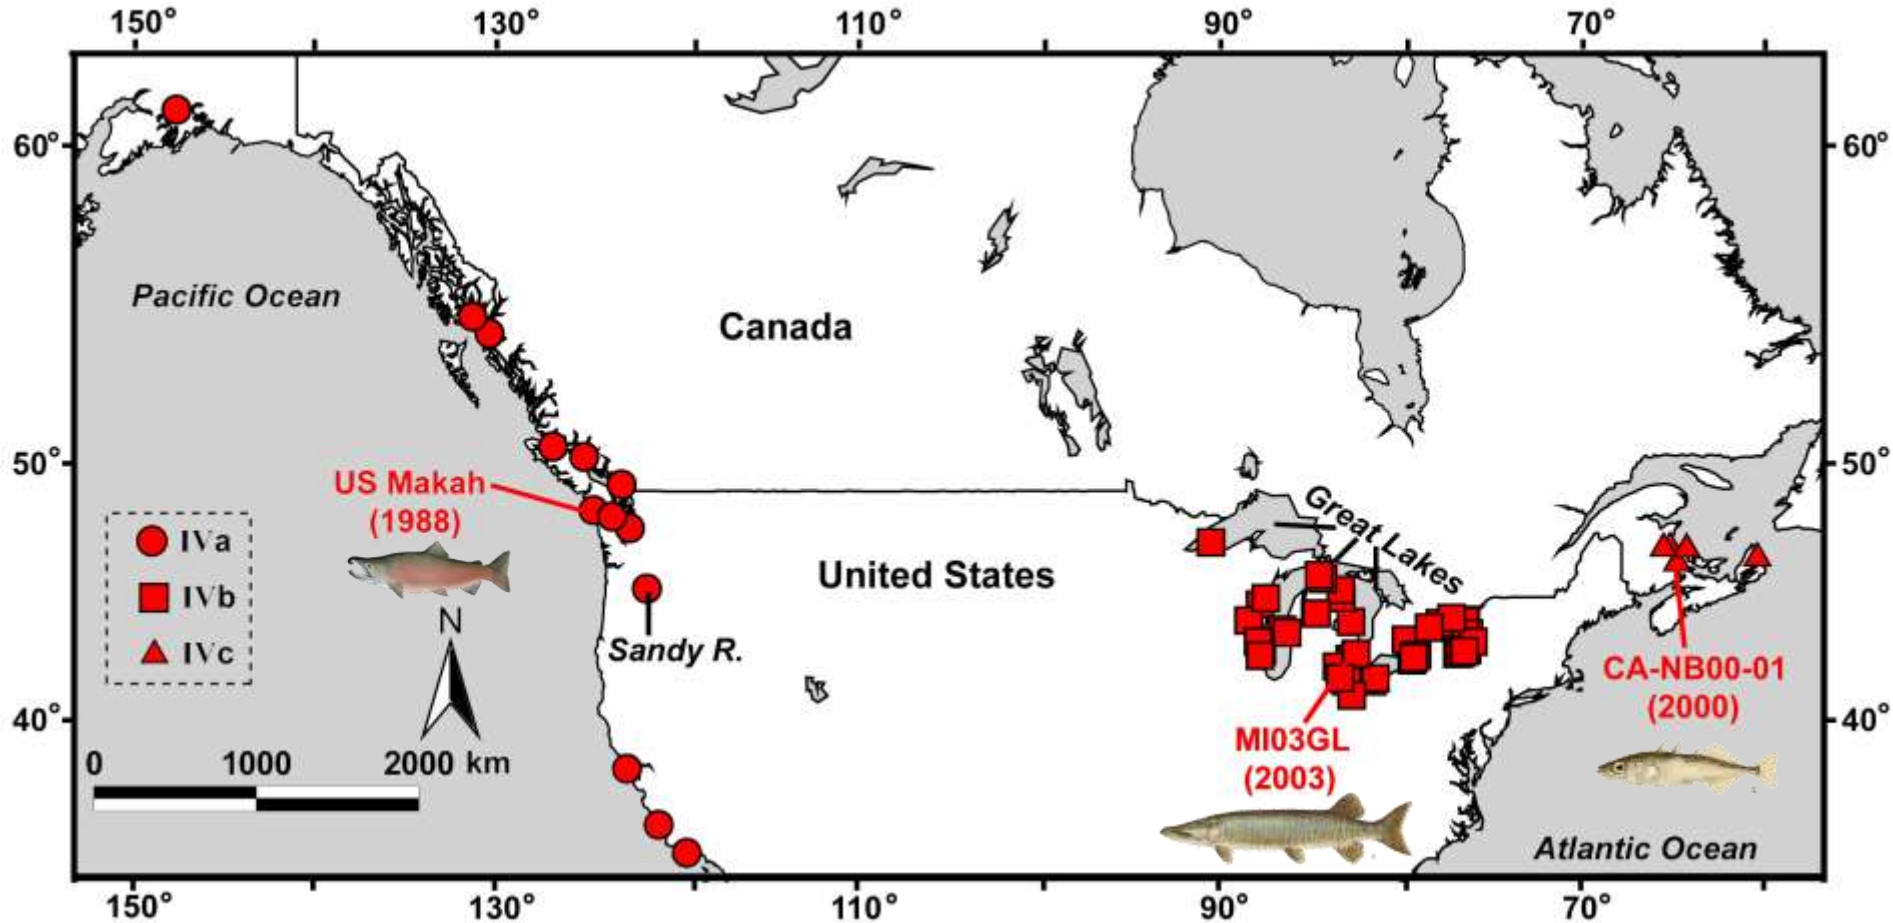 150°
130°
110°
90°
70°
60°
60°
Pacific Ocean
Canada
50°
50°
US Makah
(1988)
Great Lakes
IVa
IVb
IVc
United States
N
Sandy R.
CA-NB00-01
(2000)
40°
40°
MI03GL
(2003)
0 1000 2000 km
Atlantic Ocean
150°
130°
110°
90°
70°